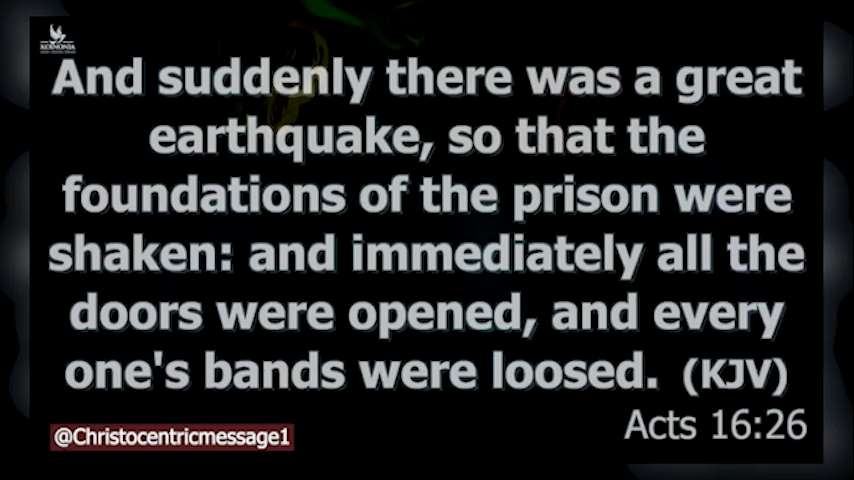 KOINONIA
And suddenly there was a great
earthquake, so that the
foundations of the prison were
shaken: and immediately all the
doors were opened, and every
one's bands were loosed. (KJV)
Acts 16:26
@Christocentricmessage1